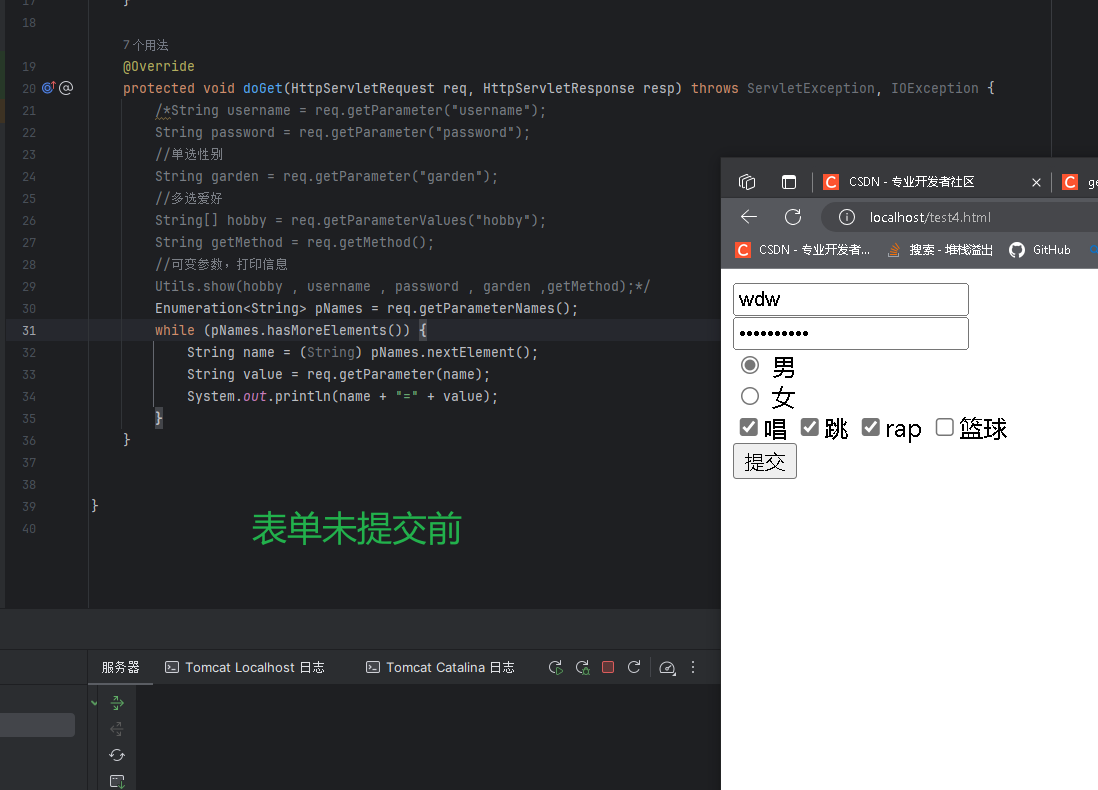 17 }
18
7 个用法
19 @Override
20 protected void doGet(HttpServletRequest req, HttpServletResponse resp) throws ServletException, IOException {
21 /*String username = req.getParameter("username");
22 String password = req.getParameter("password");
23 //单选性别
24 String garden = req.getParameter("garden");
25 //多选爱好
26 String[] hobby = req.getParameterValues("hobby");
27 String getMethod = req.getMethod();
28 //可变参数，打印信息
29 Utils.show(hobby , username , password , garden ,getMethod);*/
30 Enumeration<String> pNames = req.getParameterNames();
31 while (pNames.hasMoreElements()) {
32 String name = (String) pNames.nextElement();
33 String value = req.getParameter(name);
34 System.out.println(name + "=" + value);
35 }
36 }
37
38
39 }
40
表单未提交前
CSDN - 专业开发者社区
localhost/test4.html
CSDN - 专业开发者... 搜索 - 堆栈溢出 GitHub
wdw
••••••••••
男
女
唱 跳 rap 篮球
提交
服务器 Tomcat Localhost 日志 Tomcat Catalina 日志